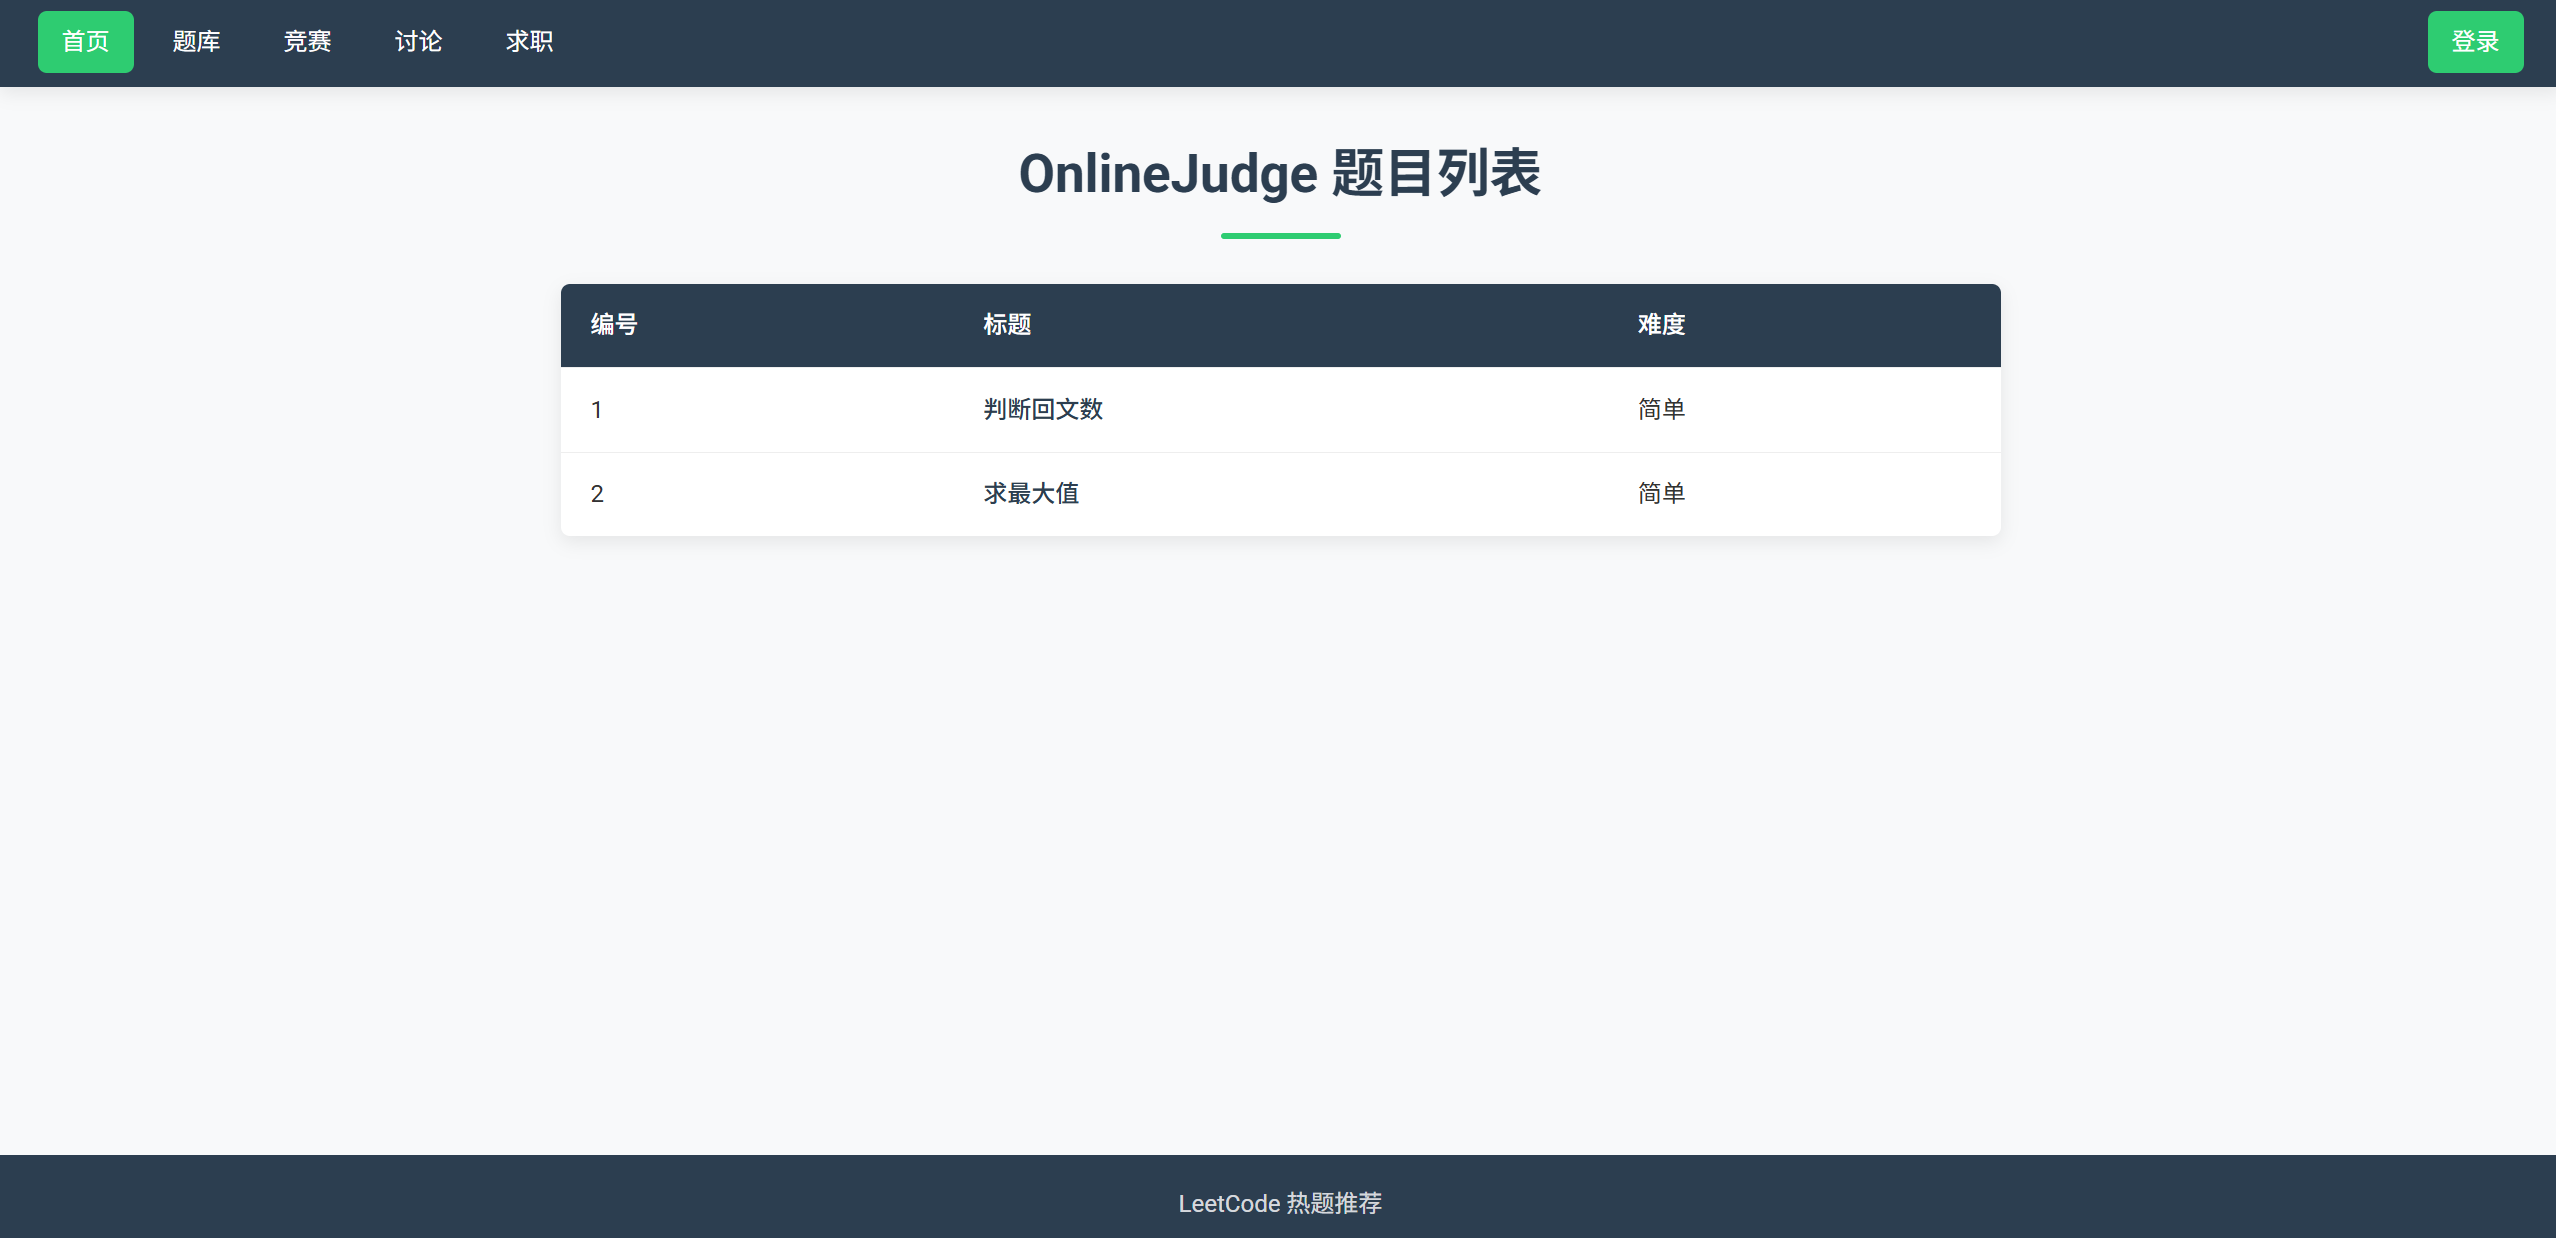 首页 题库 竞赛 讨论 求职 登录
OnlineJudge 题目列表
编号 标题 难度
1 判断回文数 简单
2 求最大值 简单
LeetCode 热题推荐